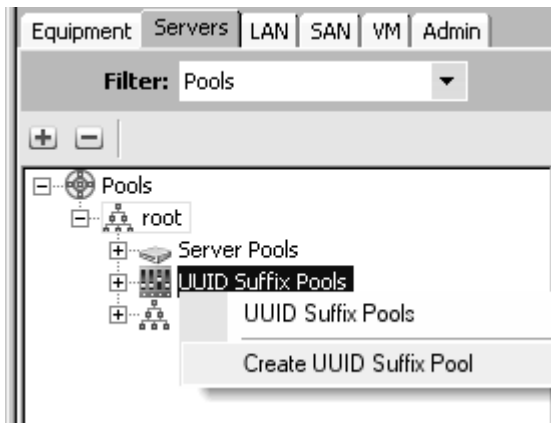 Equipment Servers LAN SAN VM Admin
Filter: Pools
Pools
root
Server Pools
UUID Suffix Pools
UUID Suffix Pools
Create UUID Suffix Pool